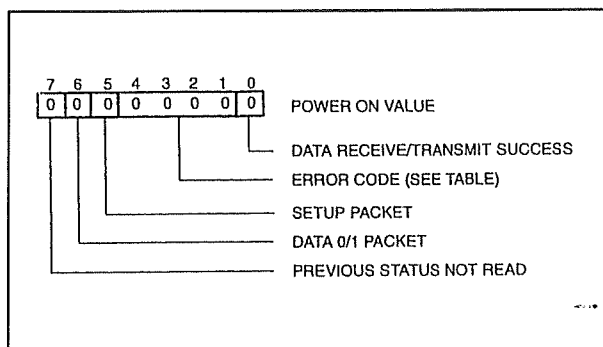 7 6 5 4 3 2 1 0
0 0 0 0 0 0 0 0 POWER ON VALUE
DATA RECEIVE/TRANSMIT SUCCESS
ERROR CODE (SEE TABLE)
SETUP PACKET
DATA 0/1 PACKET
PREVIOUS STATUS NOT READ